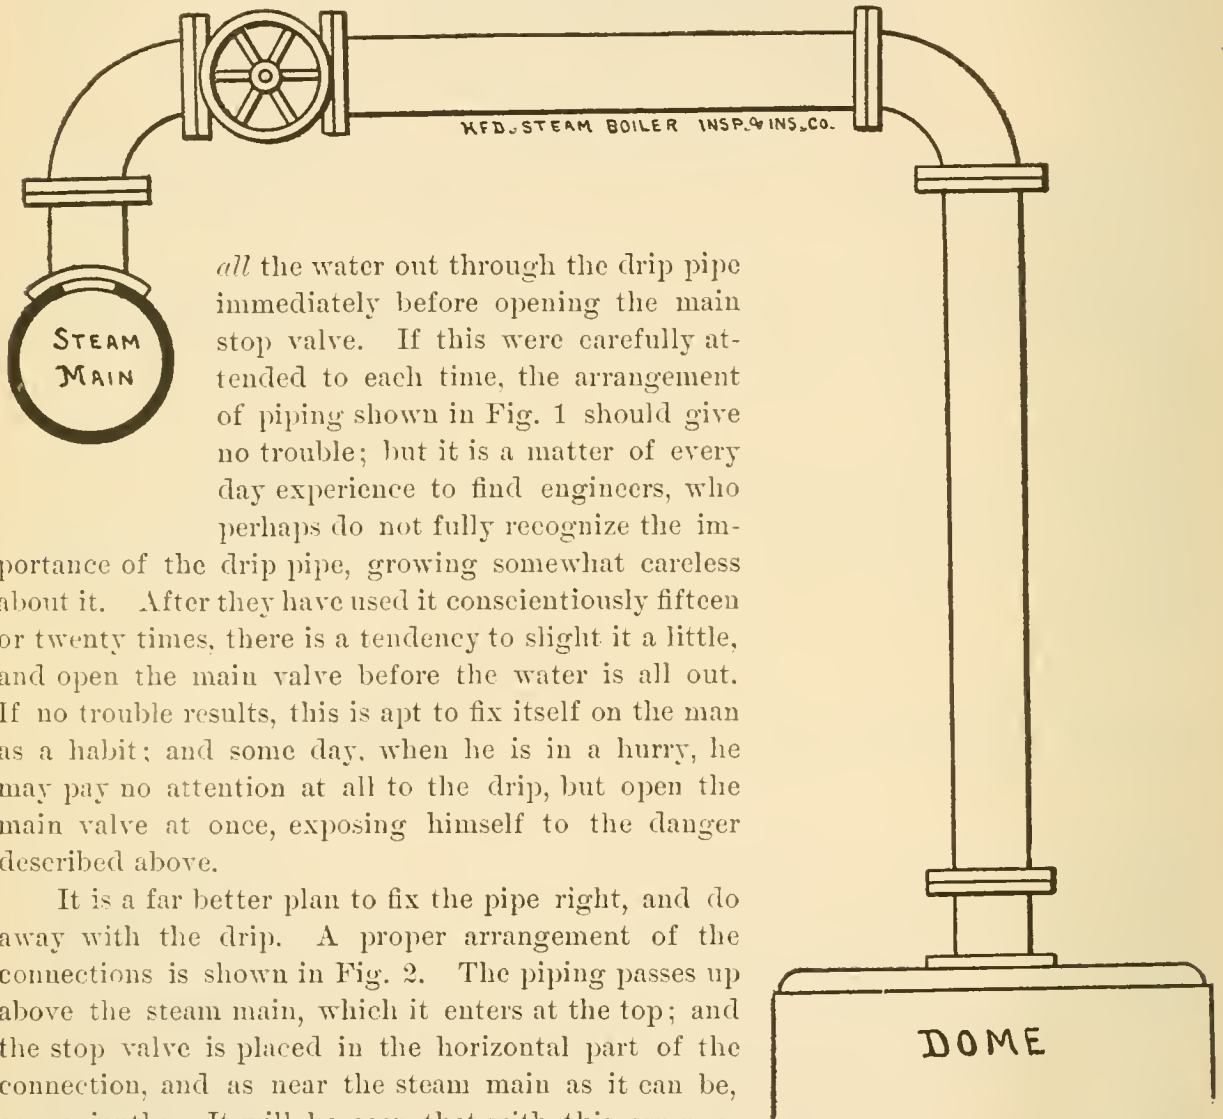 HFD. STEAM BOILER INSP. & INS. CO.
all the water out through the drip pipe
immediately before opening the main
stop valve. If this were carefully at-
tended to each time, the arrangement
of piping shown in Fig. 1 should give
no trouble; but it is a matter of every
day experience to find engineers, who
perhaps do not fully recognize the im-
portance of the drip pipe, growing somewhat careless
about it. After they have used it conscientiously fifteen
or twenty times, there is a tendency to slight it a little,
and open the main valve before the water is all out.
If no trouble results, this is apt to fix itself on the man
as a habit; and some day, when he is in a hurry, he
may pay no attention at all to the drip, but open the
main valve at once, exposing himself to the danger
described above.
It is a far better plan to fix the pipe right, and do
away with the drip. A proper arrangement of the
connections is shown in Fig. 2. The piping passes up
above the steam main, which it enters at the top; and
the stop valve is placed in the horizontal part of the
connection, and as near the steam main as it can be,
STEAM
MAIN
DOME